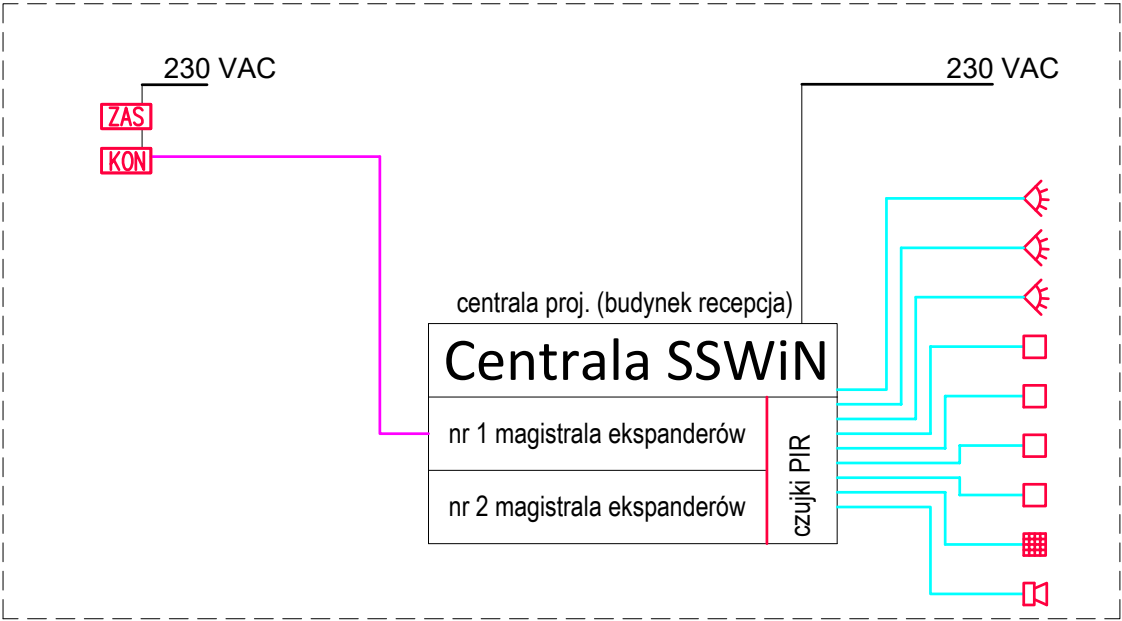 230 VAC
230 VAC
ZAS
KON
centrala proj. (budynek recepcja)
Centrala SSWiN
nr 1 magistrala ekspanderów
nr 2 magistrala ekspanderów
czujki PIR